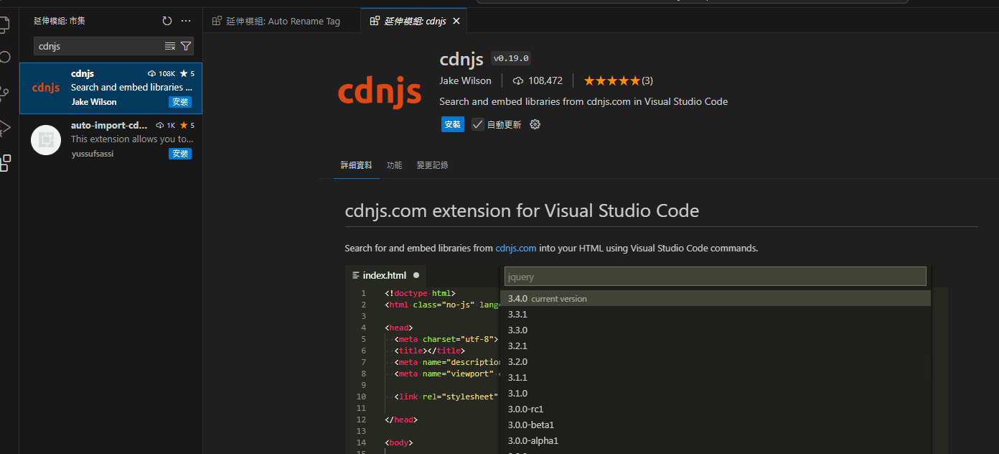 延伸模組: 市集
延伸模組: Auto Rename Tag
延伸模組: cdnjs
cdnjs
cdnjs
cdnjs 108K 5
Search and embed libraries ...
Jake Wilson 安裝
auto-import-cd... 1K 5
This extension allows you to...
yussufsassi 安裝
cdnjs
cdnjs v0.19.0
Jake Wilson 108,472 (3)
Search and embed libraries from cdnjs.com in Visual Studio Code
安裝 自動更新
詳細資料 功能 變更記錄
cdnjs.com extension for Visual Studio Code
Search for and embed libraries from cdnjs.com into your HTML using Visual Studio Code commands.
index.html
1 <!doctype html>
2 <html class="no-js" lang=
3
4 <head>
5 <meta charset="utf-8">
6 <title></title>
7 <meta name="description
8 <meta name="viewport"
9
10 <link rel="stylesheet"
11
12 </head>
13
14 <body>
15
jquery
3.4.0 current version
3.3.1
3.3.0
3.2.1
3.2.0
3.1.1
3.1.0
3.0.0-rc1
3.0.0-beta1
3.0.0-alpha1